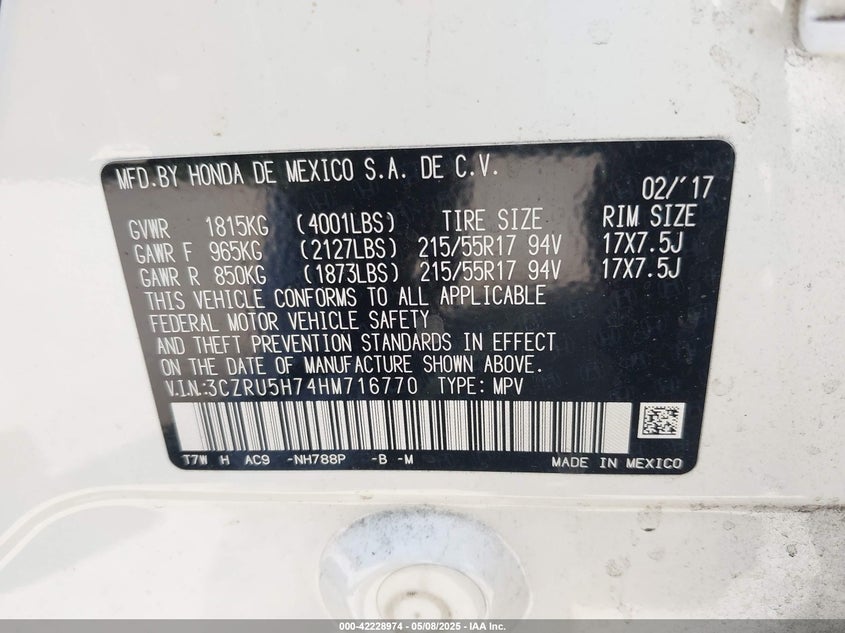 MFD.BY HONDA DE MEXICO S.A. DE C.V.
02/'17
GVWR 1815KG (4001LBS) TIRE SIZE RIM SIZE
GAWR F 965KG (2127LBS) 215/55R17 94V 17X7.5J
GAWR R 850KG (1873LBS) 215/55R17 94V 17X7.5J
THIS VEHICLE CONFORMS TO ALL APPLICABLE
FEDERAL MOTOR VEHICLE SAFETY
AND THEFT PREVENTION STANDARDS IN EFFECT
ON THE DATE OF MANUFACTURE SHOWN ABOVE.
V.I.N.:3CZRU5H74HM716770 TYPE: MPV
T7W H AC9 -NH788P -B -M MADE IN MEXICO
000-42228974 - 05/08/2025 - IAA Inc.